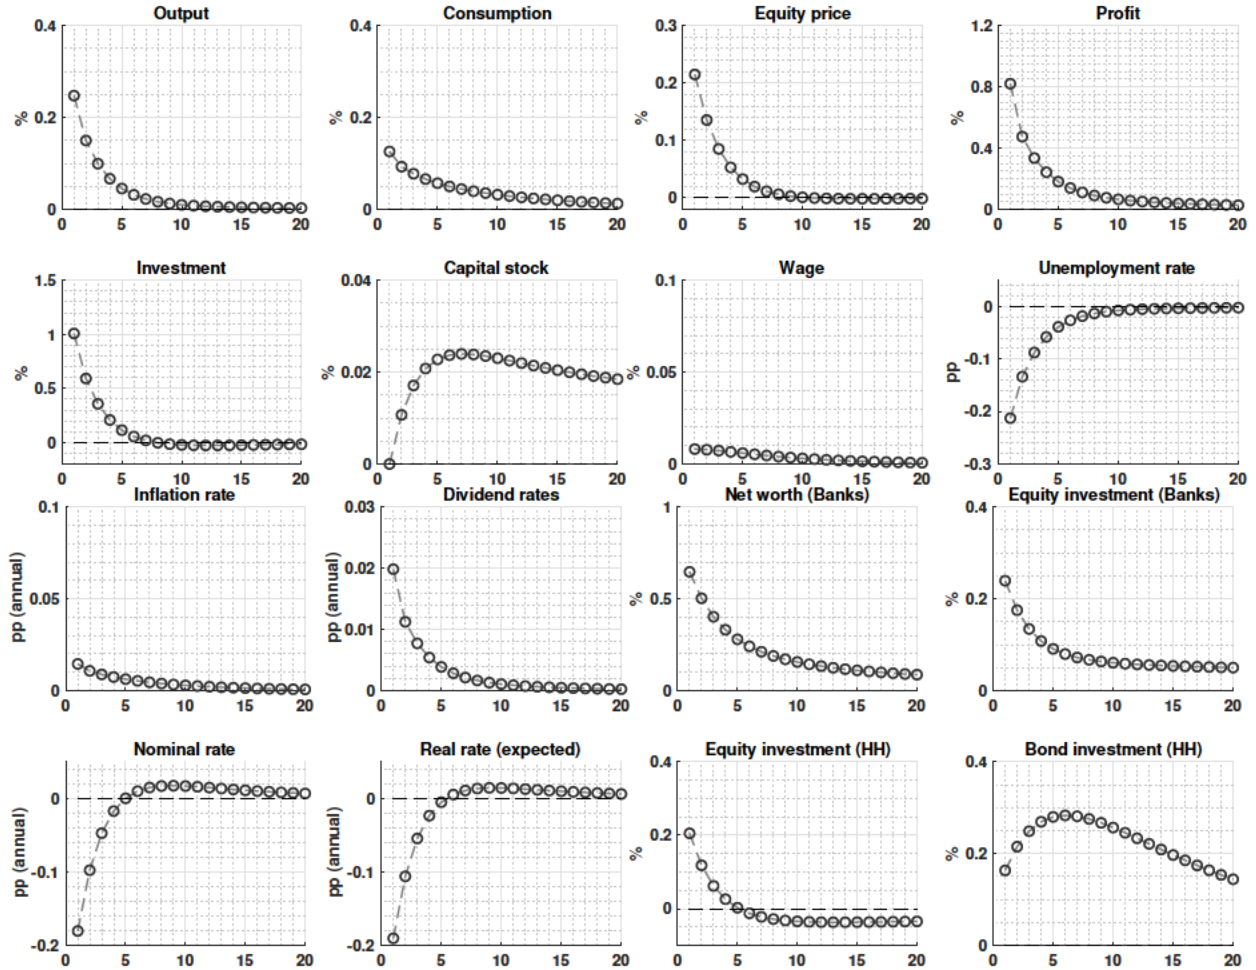 Output Consumption Equity price Profit
0.4 0.4 0.3 1.2
0.2 0.2 0.2 0.8
0.1 0.4
0 0 0 0
% % % %
0 5 10 15 20 0 5 10 15 20 0 5 10 15 20 0 5 10 15 20
Investment Capital stock Wage Unemployment rate
1.5 0.04 0.1 0
1 0.02 0.05 -0.1
0.5 -0.2
0 0 0 -0.3
% % % pp
0 5 10 15 20 0 5 10 15 20 0 5 10 15 20 0 5 10 15 20
Inflation rate Dividend rates Net worth (Banks) Equity investment (Banks)
0.1 0.03 1 0.4
0.05 0.02 0.5 0.2
0.01
0 0 0 0
pp (annual) pp (annual) % %
0 5 10 15 20 0 5 10 15 20 0 5 10 15 20 0 5 10 15 20
Nominal rate Real rate (expected) Equity investment (HH) Bond investment (HH)
0 0 0.4 0.4
-0.1 -0.1 0.2 0.2
-0.2 -0.2 0 0
pp (annual) pp (annual) % %
0 5 10 15 20 0 5 10 15 20 0 5 10 15 20 0 5 10 15 20